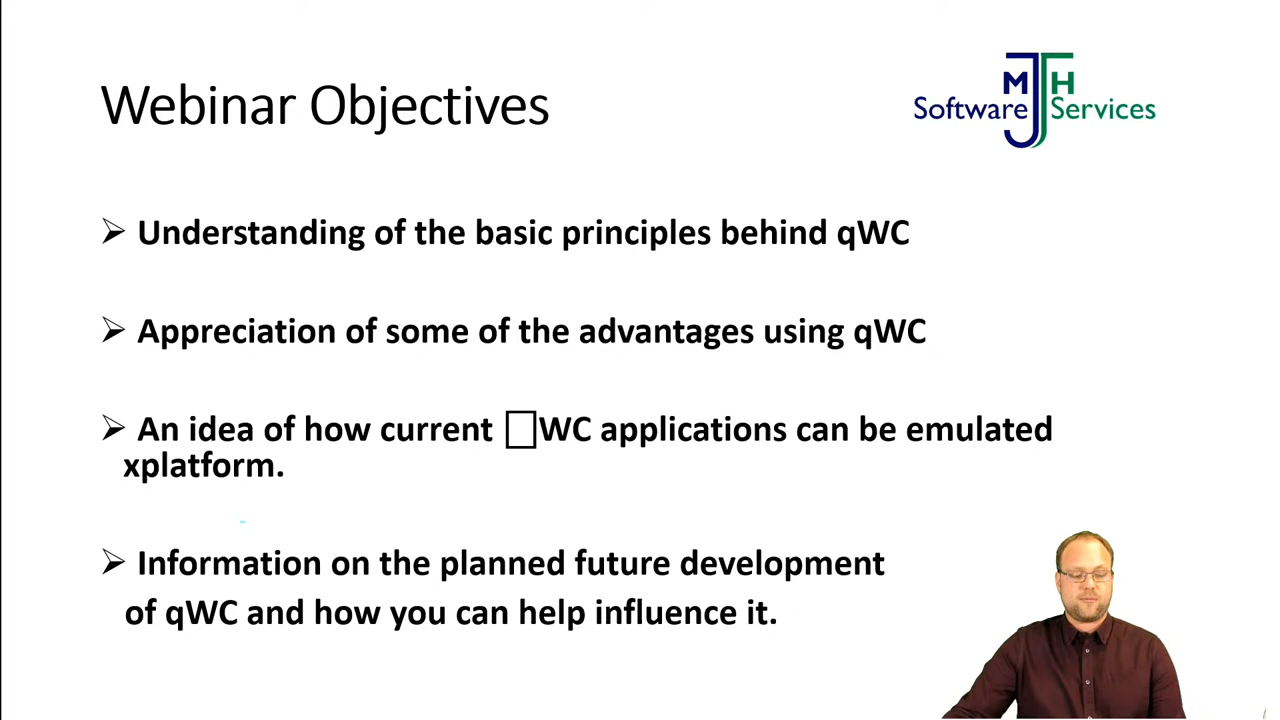 Webinar Objectives
MJH
Software Services
➢ Understanding of the basic principles behind qWC
➢ Appreciation of some of the advantages using qWC
➢ An idea of how current ⎕WC applications can be emulated
xplatform.
➢ Information on the planned future development
of qWC and how you can help influence it.